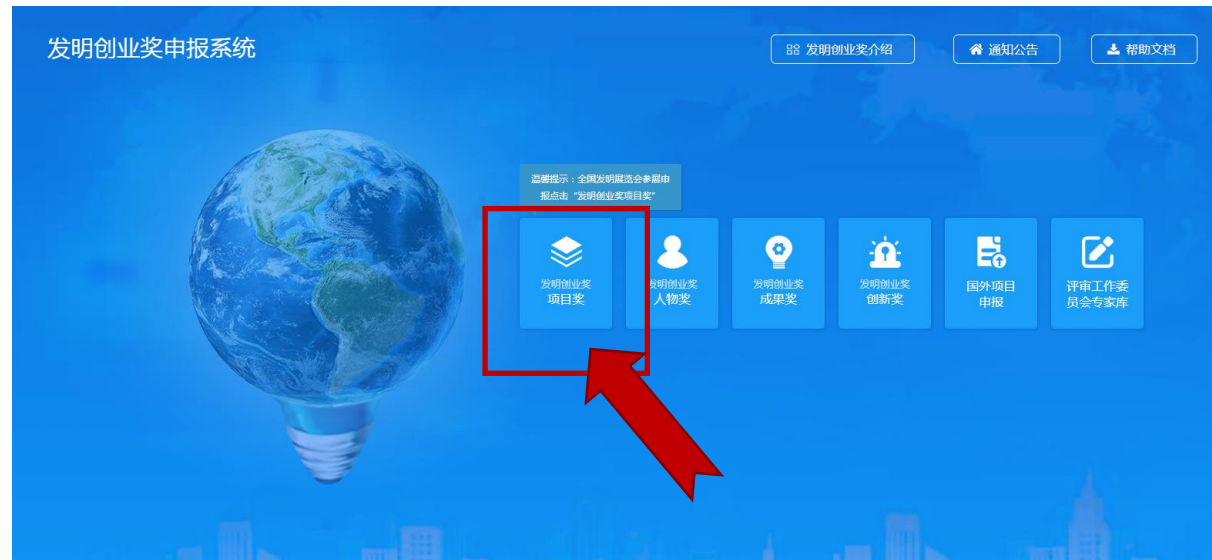 发明创业奖申报系统
发明创业奖介绍
通知公告
帮助文档
温馨提示：全国发明展览会参展申
报点击“发明创业奖项目奖”
发明创业奖
项目奖
发明创业奖
人物奖
发明创业奖
成果奖
发明创业奖
创新奖
国外项目
申报
评审工作委
员会专家库